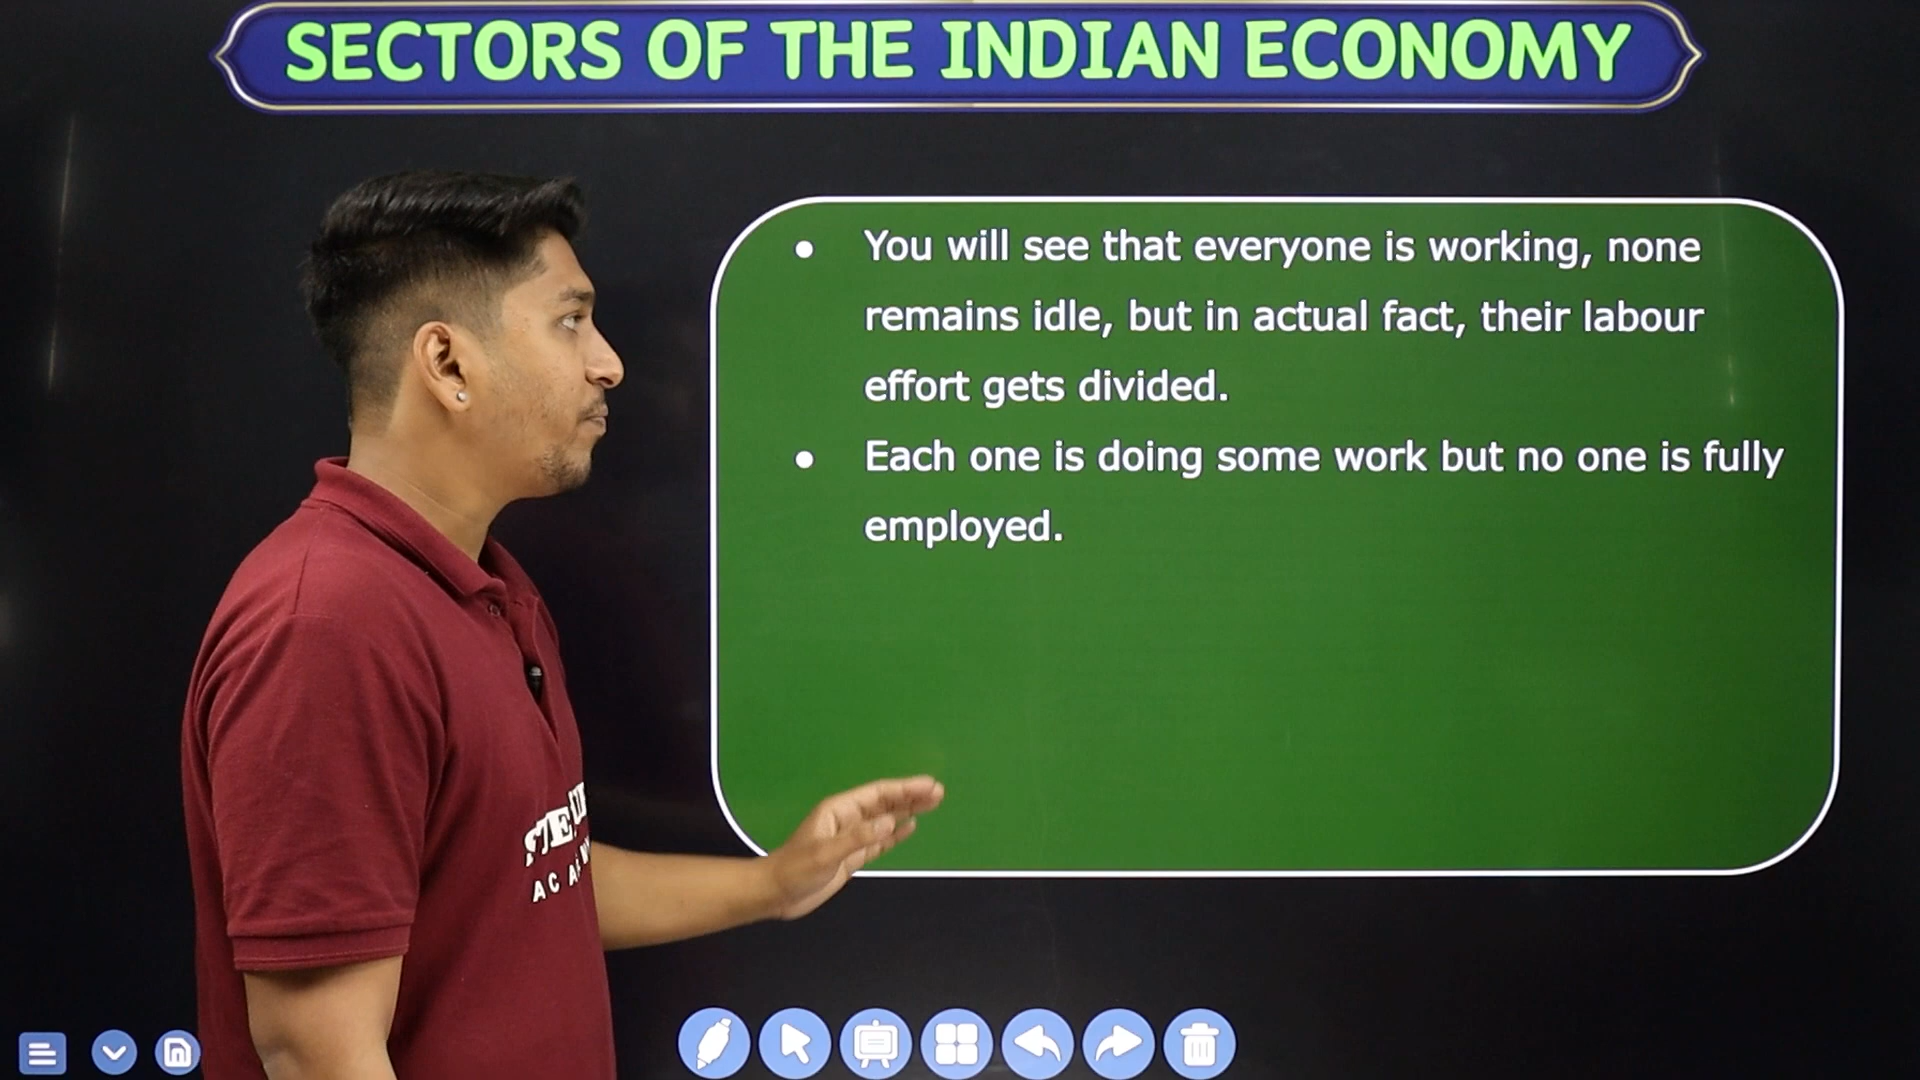 SECTORS OF THE INDIAN ECONOMY
• You will see that everyone is working, none
remains idle, but in actual fact, their labour
effort gets divided.
• Each one is doing some work but no one is fully
employed.